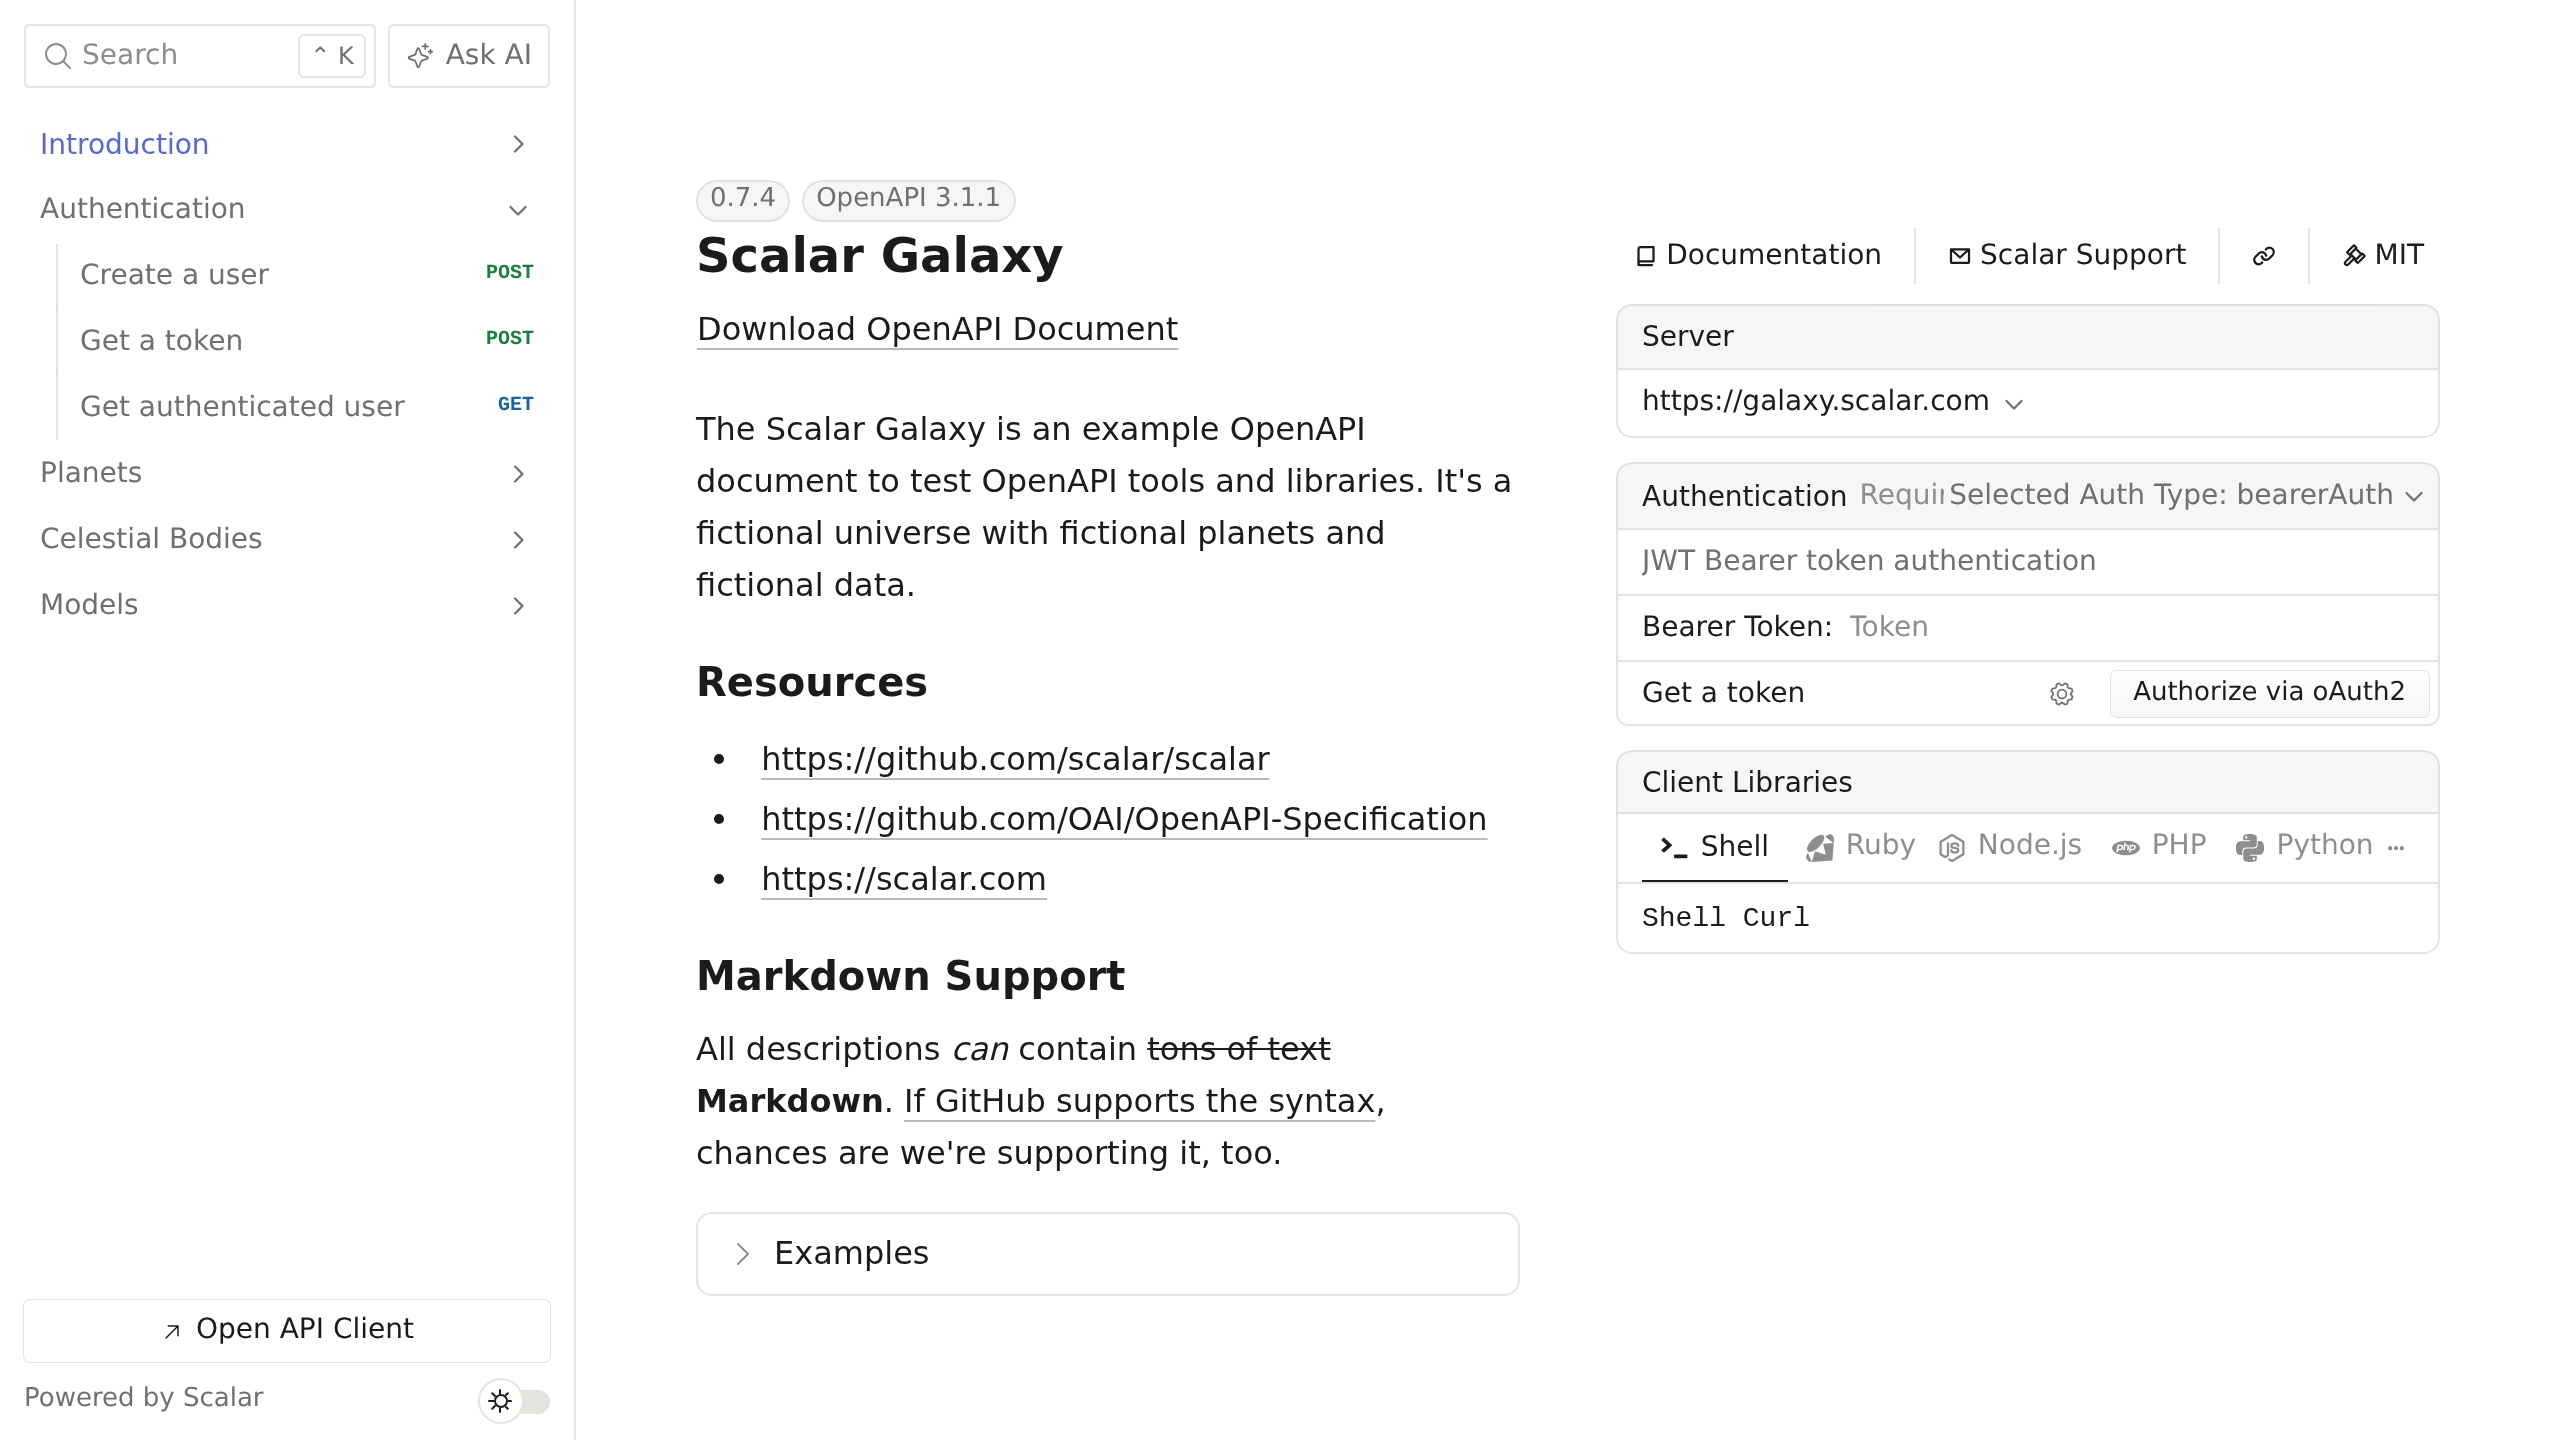 Search ⌃ K Ask AI
Introduction
Authentication
Create a user POST
Get a token POST
Get authenticated user GET
Planets
Celestial Bodies
Models
Open API Client
Powered by Scalar
0.7.4 OpenAPI 3.1.1
Scalar Galaxy
Download OpenAPI Document
The Scalar Galaxy is an example OpenAPI
document to test OpenAPI tools and libraries. It's a
fictional universe with fictional planets and
fictional data.
Resources
• https://github.com/scalar/scalar
• https://github.com/OAI/OpenAPI-Specification
• https://scalar.com
Markdown Support
All descriptions can contain tons of text
Markdown. If GitHub supports the syntax,
chances are we're supporting it, too.
Examples
Documentation Scalar Support MIT
Server
https://galaxy.scalar.com
Authentication Selected Auth Type: bearerAuth
JWT Bearer token authentication
Bearer Token: Token
Get a token Authorize via oAuth2
Client Libraries
Shell Ruby Node.js PHP Python
Shell Curl